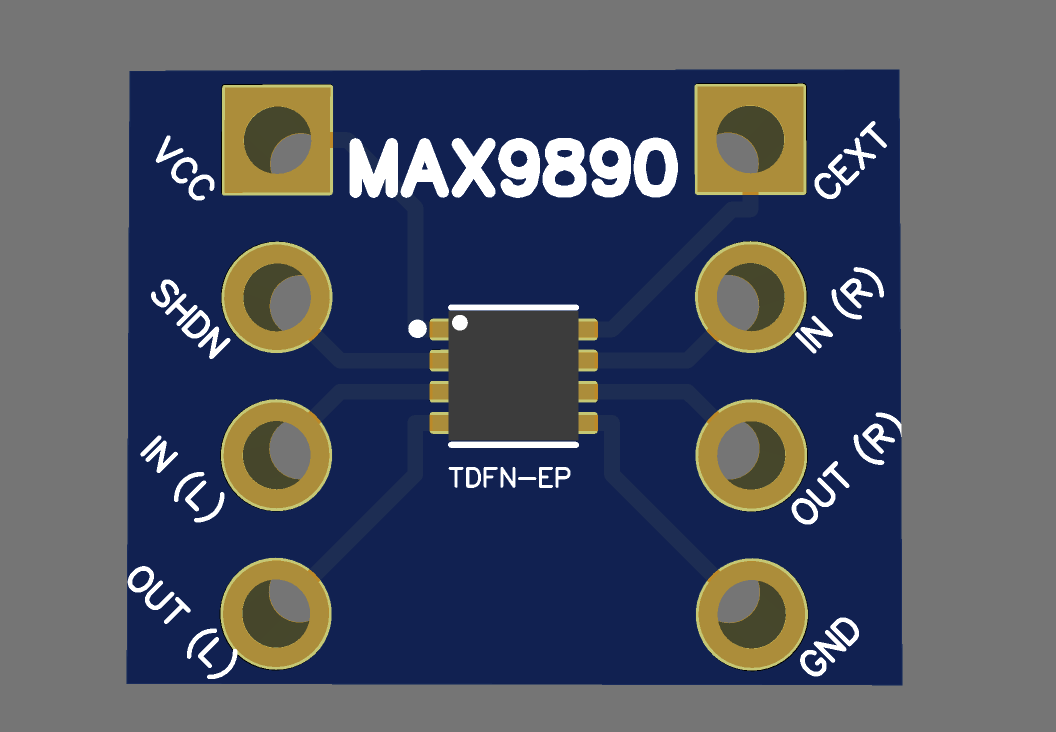 MAX9890
VCC
CEXT
SHDN
IN (R)
IN (L)
OUT (R)
TDFN-EP
OUT (L)
GND